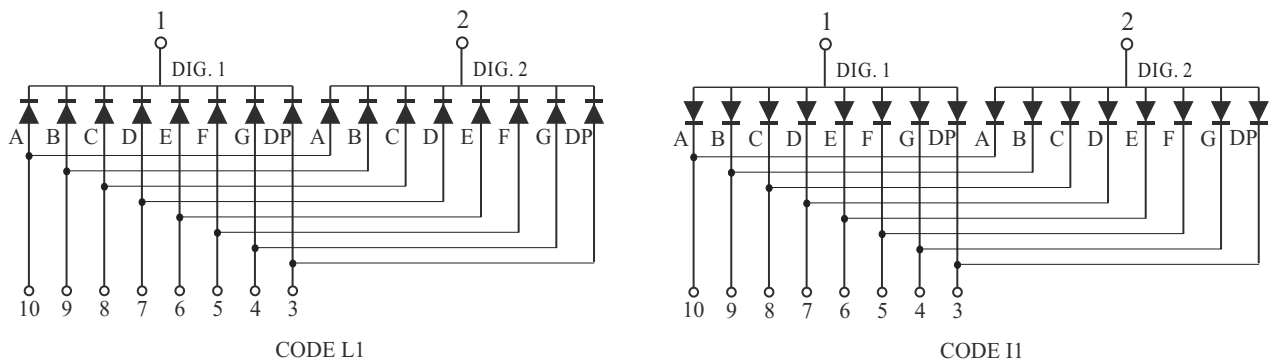 1 2
DIG. 1 DIG. 2
A B C D E F G DP A B C D E F G DP
10 9 8 7 6 5 4 3
CODE L1
1 2
DIG. 1 DIG. 2
A B C D E F G DP A B C D E F G DP
10 9 8 7 6 5 4 3
CODE I1